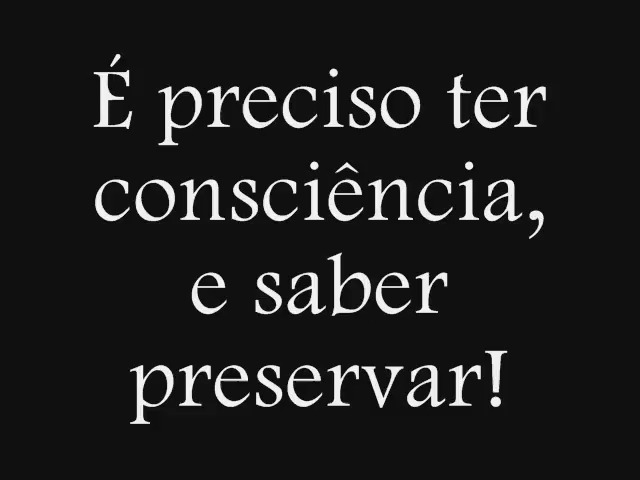 É preciso ter
consciência,
e saber
preservar!